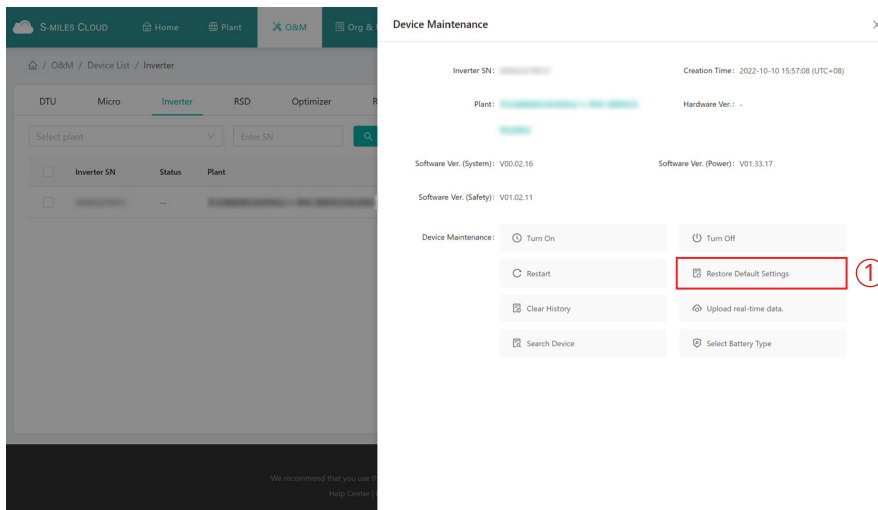 S-MILES CLOUD
Home
Plant
O&M
Org &
/ O&M / Device List / Inverter
DTU
Micro
Inverter
RSD
Optimizer
R
Select plant
Enter SN
Inverter SN
Status
Plant
--
We recommend that you use th
Help Center |
Device Maintenance
Inverter SN:
Creation Time: 2022-10-10 15:57:08 (UTC+08)
Plant:
Hardware Ver.: -
Software Ver. (System): V00.02.16
Software Ver. (Power): V01.33.17
Software Ver. (Safety): V01.02.11
Device Maintenance:
Turn On
Turn Off
Restart
Restore Default Settings
1
Clear History
Upload real-time data.
Search Device
Select Battery Type